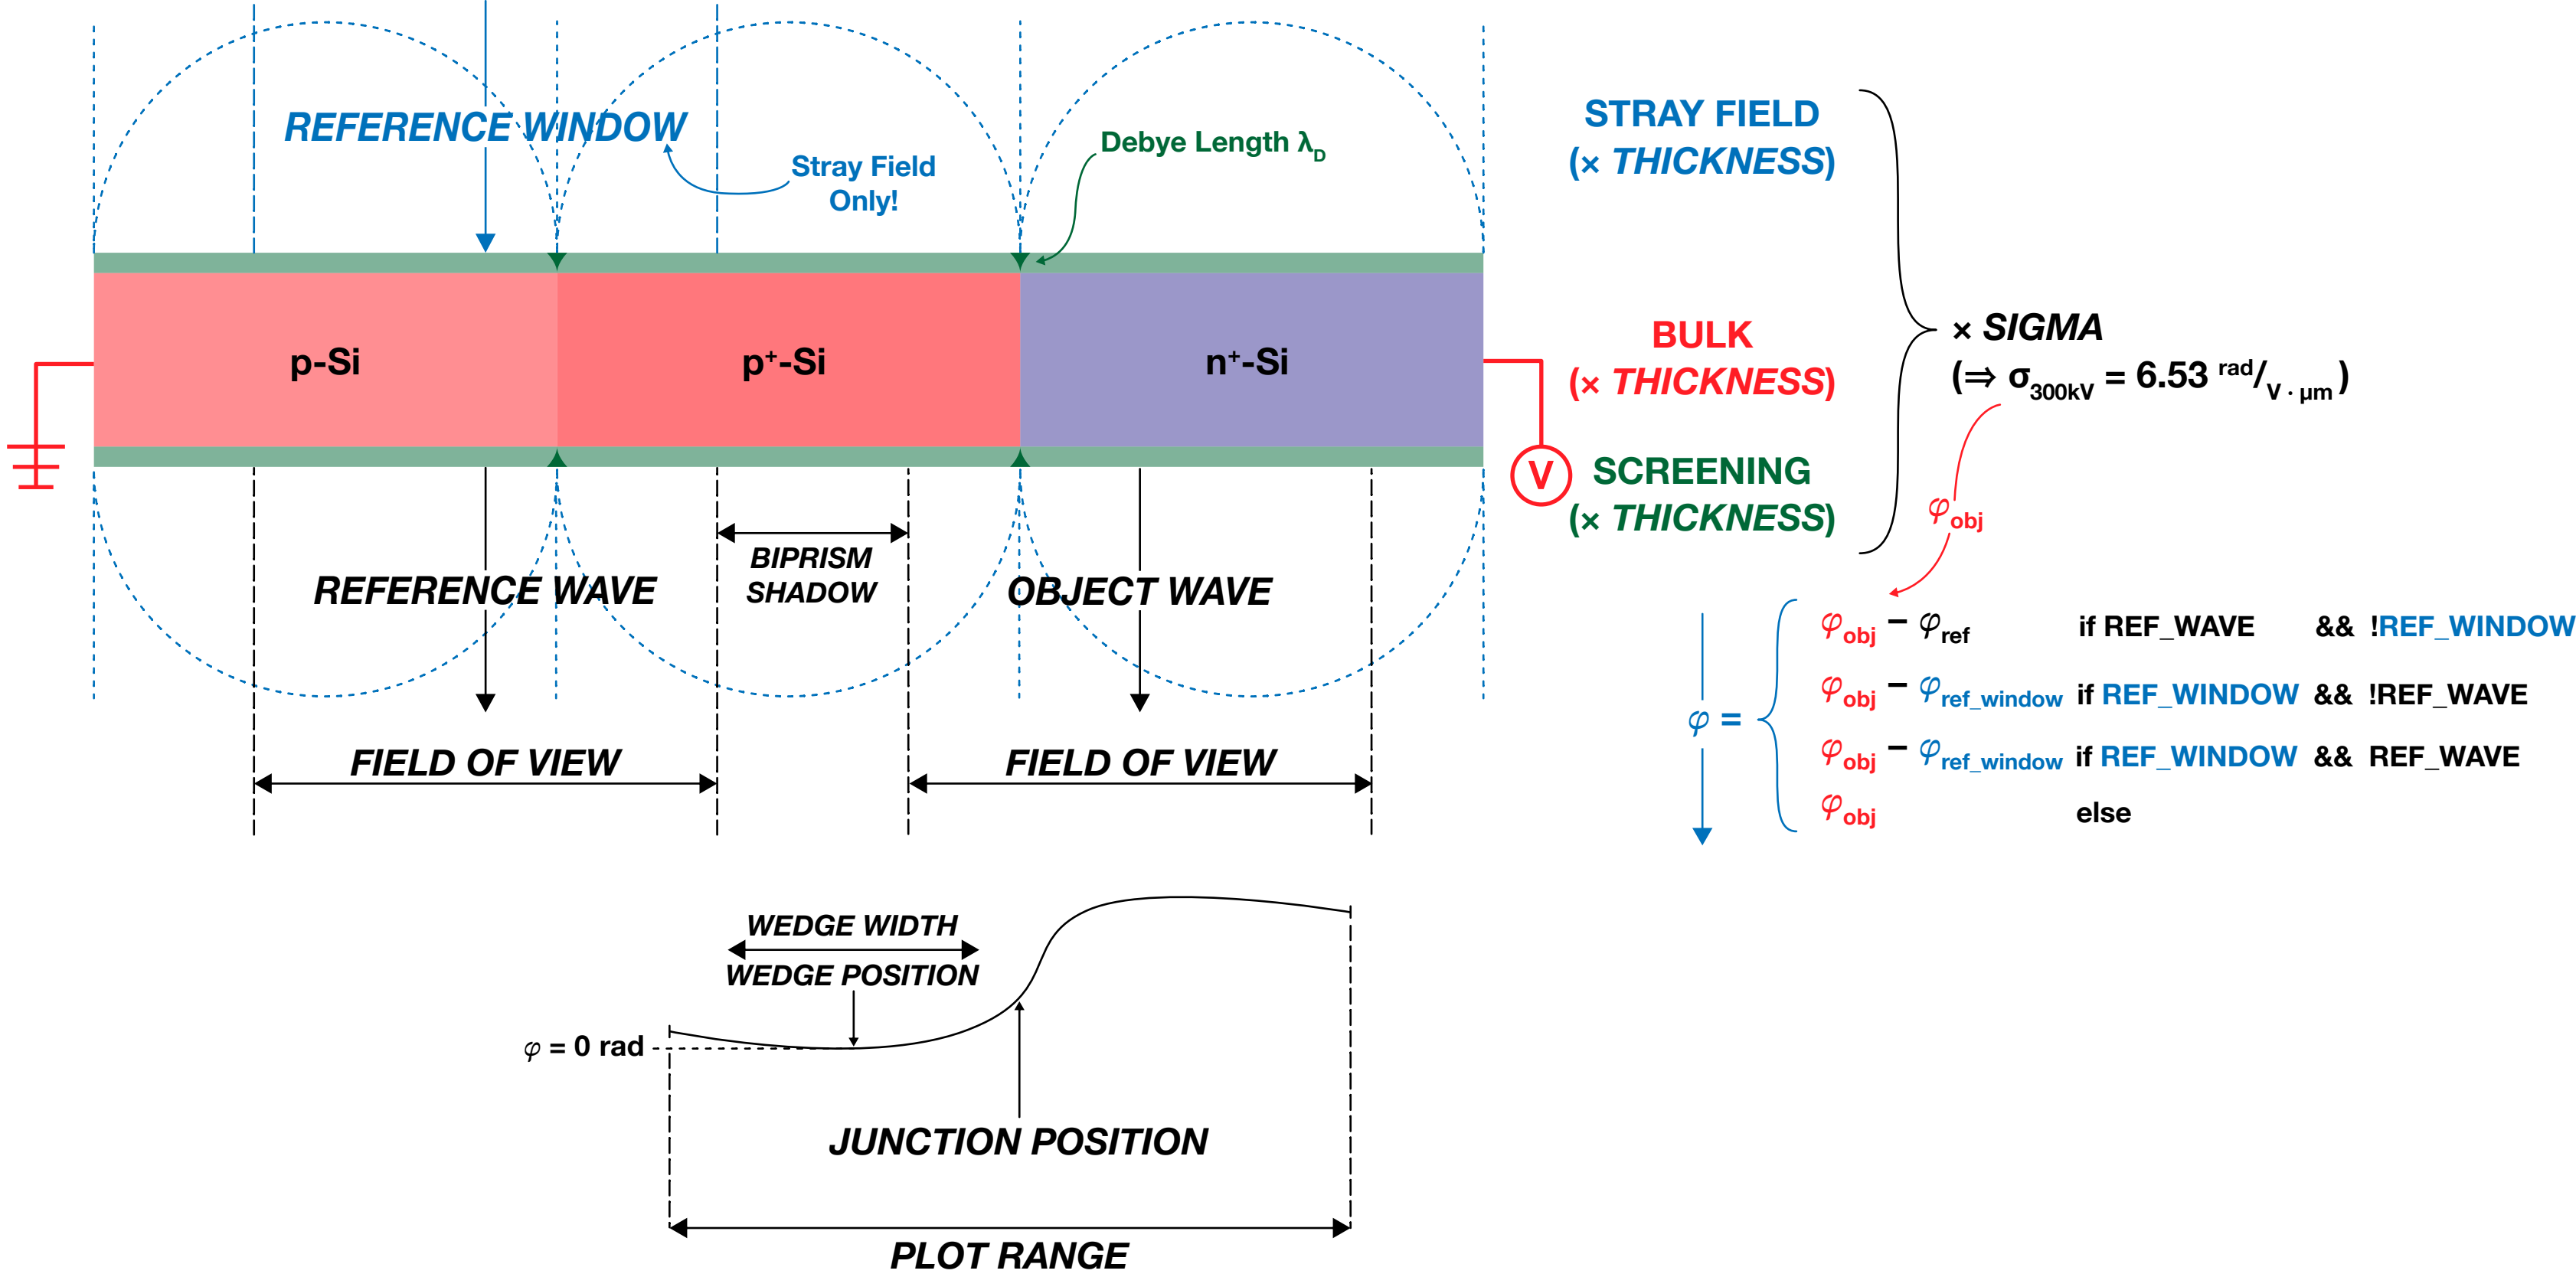 REFERENCE WINDOW
Stray Field
Only!
Debye Length λD
p-Si
p+-Si
n+-Si
V
STRAY FIELD
(× THICKNESS)
BULK
(× THICKNESS)
SCREENING
(× THICKNESS)
× SIGMA
(⇒ σ300kV = 6.53 rad/V · μm)
φobj
BIPRISM
SHADOW
REFERENCE WAVE
OBJECT WAVE
FIELD OF VIEW
FIELD OF VIEW
φ =
φobj − φref if REF_WAVE && !REF_WINDOW
φobj − φref_window if REF_WINDOW && !REF_WAVE
φobj − φref_window if REF_WINDOW && REF_WAVE
φobj else
WEDGE WIDTH
WEDGE POSITION
φ = 0 rad
JUNCTION POSITION
PLOT RANGE